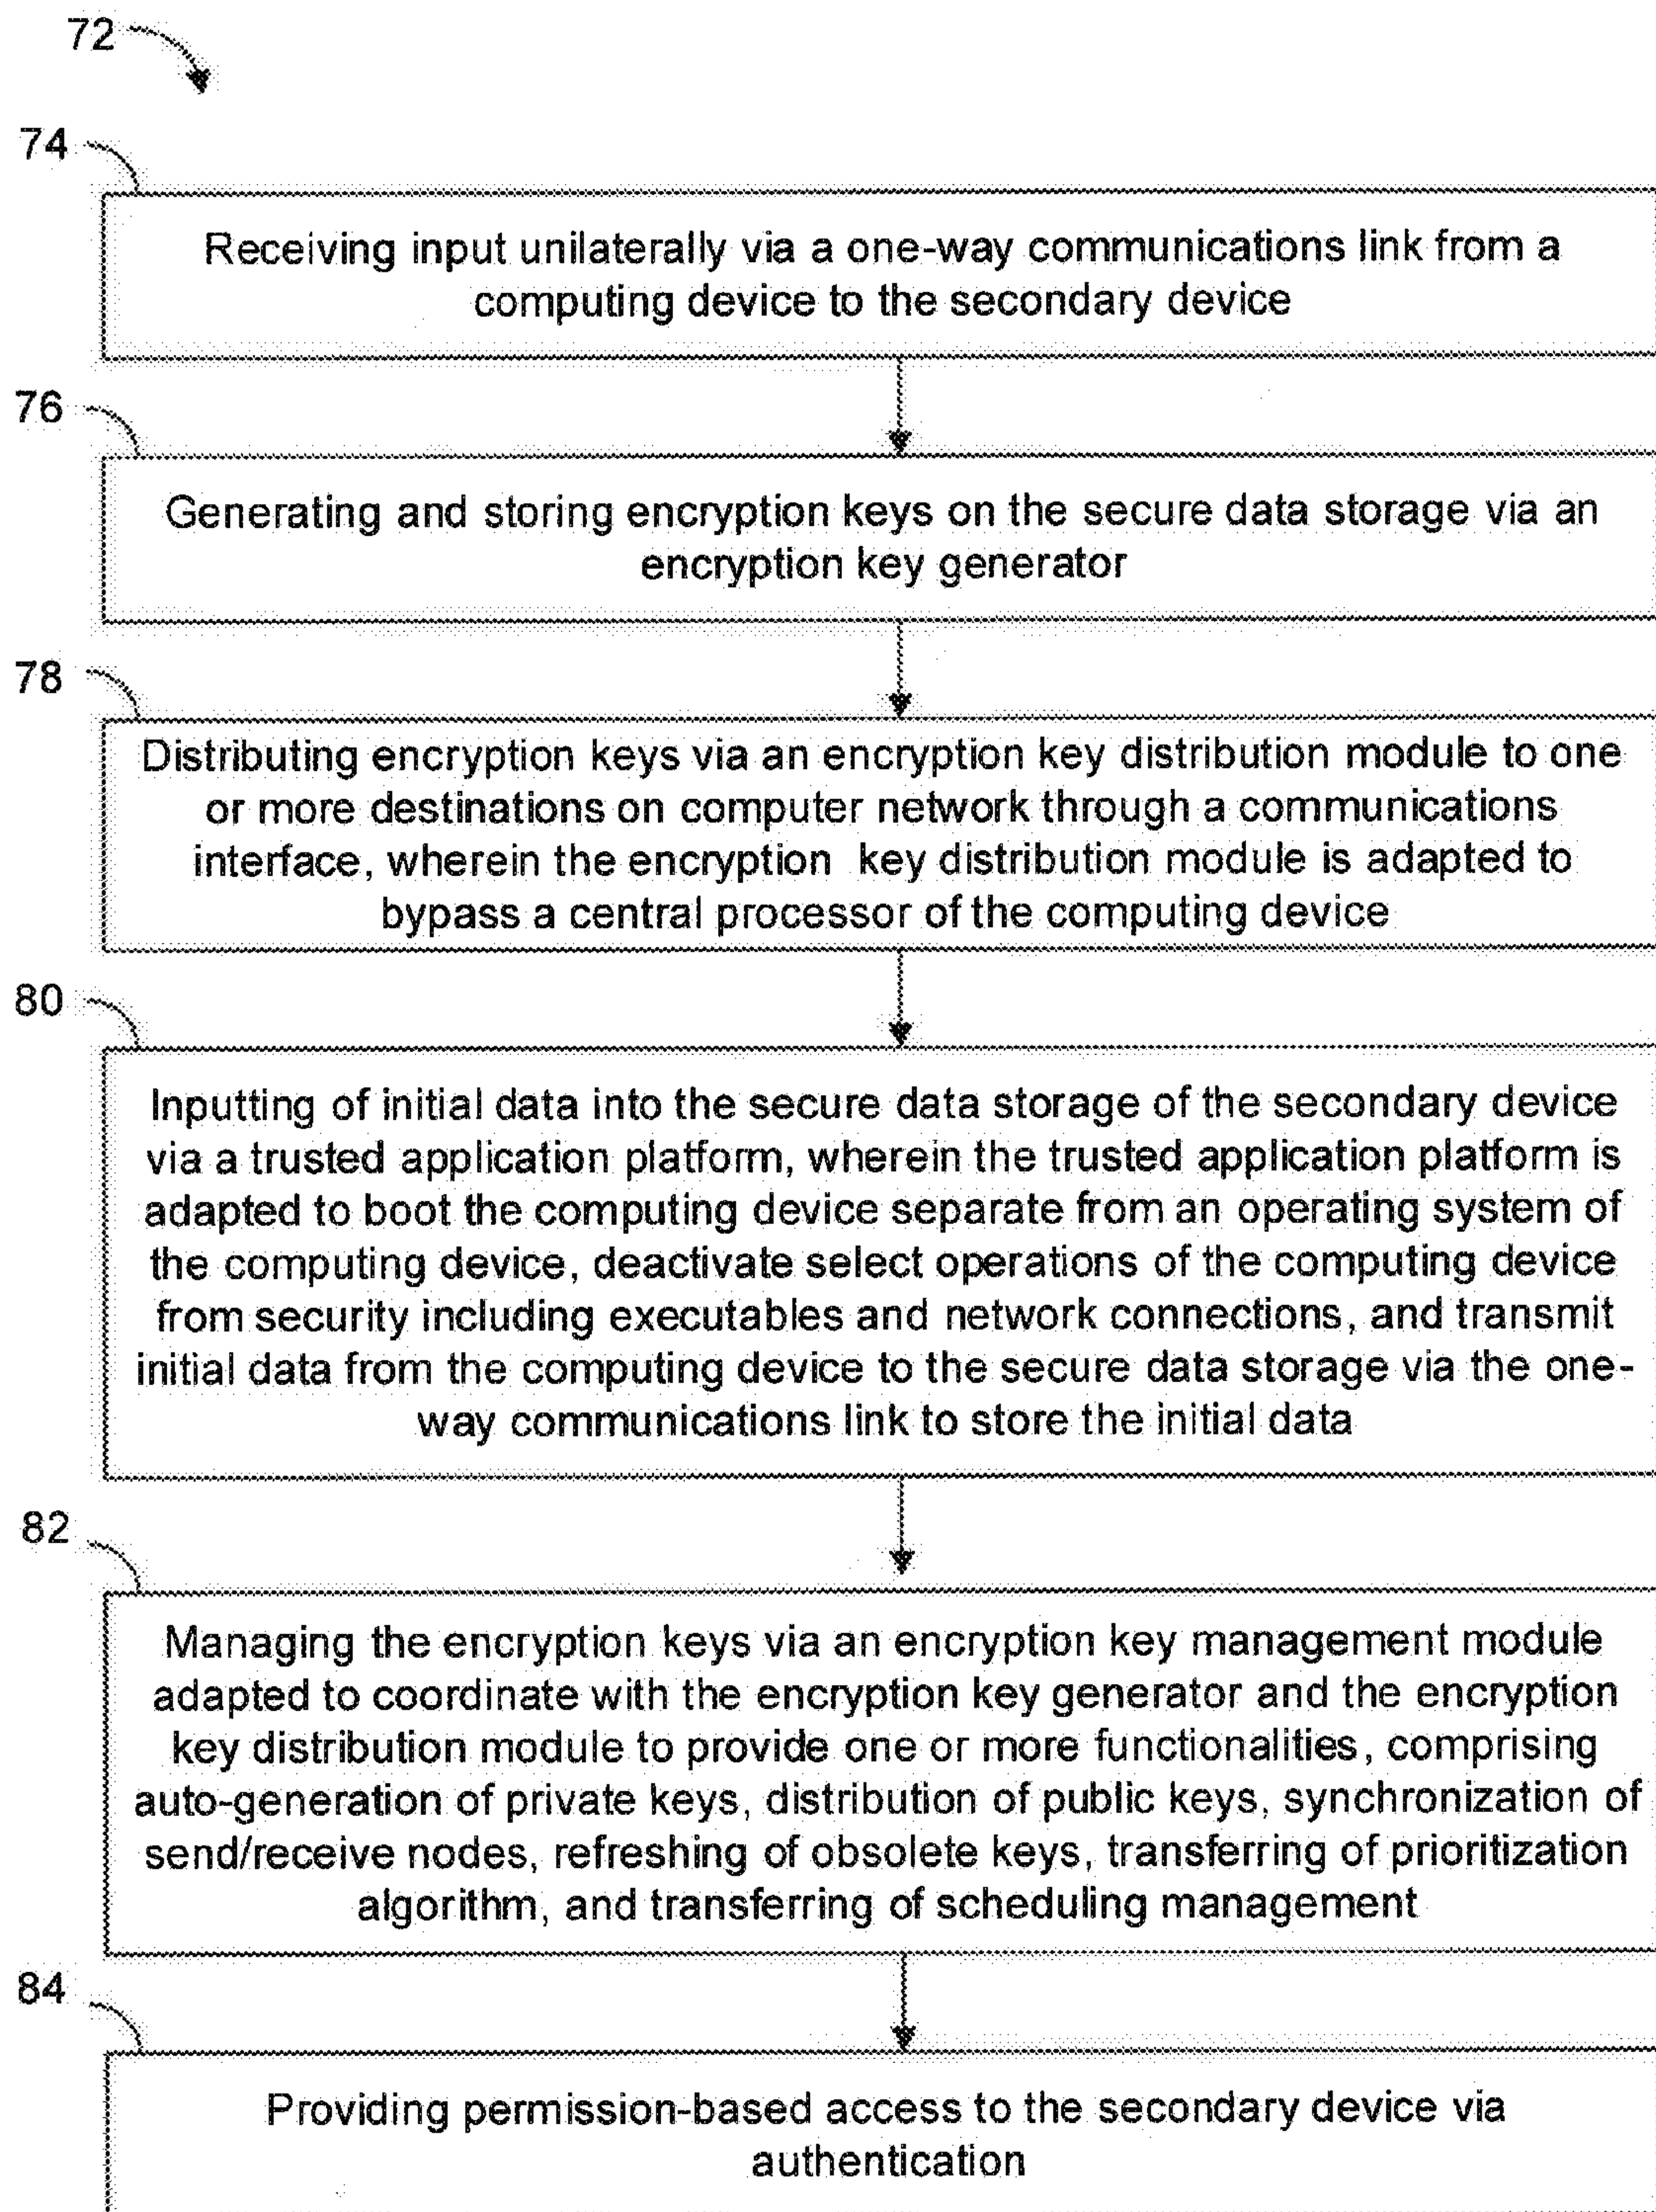 72
74
Receiving input unilaterally via a one-way communications link from a
computing device to the secondary device
76
Generating and storing encryption keys on the secure data storage via an
encryption key generator
78
Distributing encryption keys via an encryption key distribution module to one
or more destinations on computer network through a communications
interface, wherein the encryption key distribution module is adapted to
bypass a central processor of the computing device
80
Inputting of initial data into the secure data storage of the secondary device
via a trusted application platform, wherein the trusted application platform is
adapted to boot the computing device separate from an operating system of
the computing device, deactivate select operations of the computing device
from security including executables and network connections, and transmit
initial data from the computing device to the secure data storage via the one-
way communications link to store the initial data
82
Managing the encryption keys via an encryption key management module
adapted to coordinate with the encryption key generator and the encryption
key distribution module to provide one or more functionalities, comprising
auto-generation of private keys, distribution of public keys, synchronization of
send/receive nodes, refreshing of obsolete keys, transferring of prioritization
algorithm, and transferring of scheduling management
84
Providing permission-based access to the secondary device via
authentication